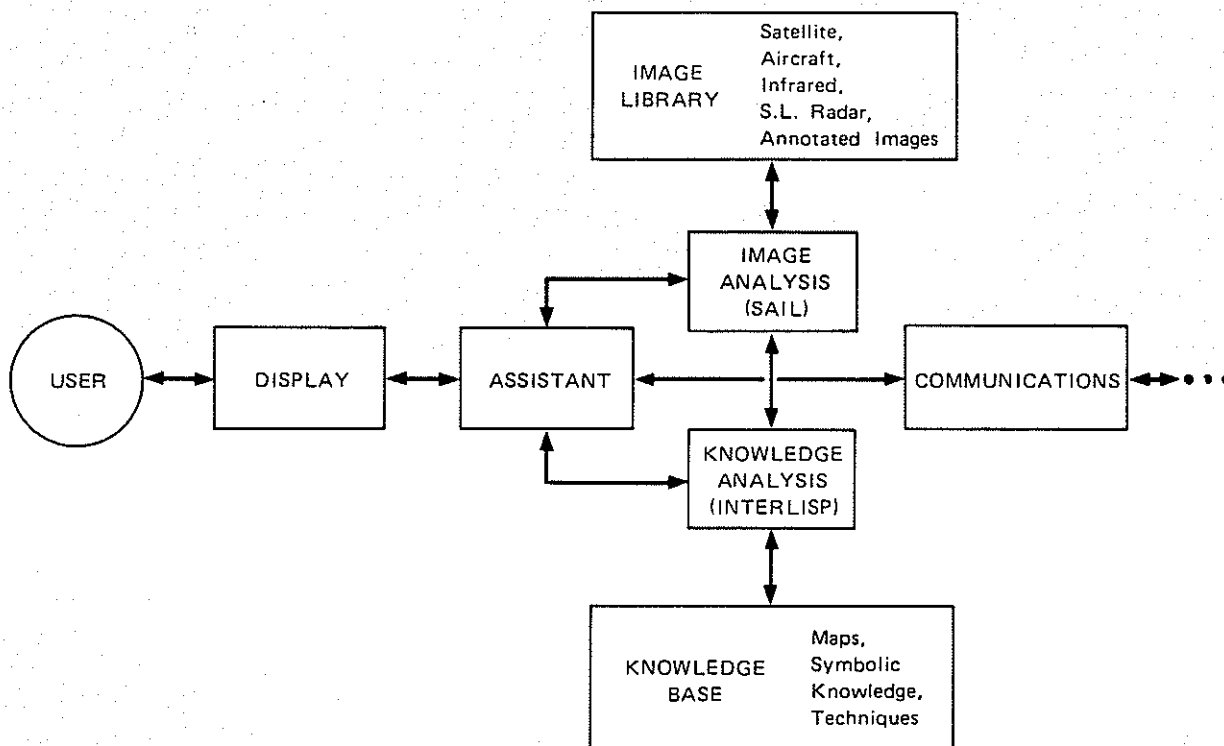 IMAGE
LIBRARY
Satellite,
Aircraft,
Infrared,
S.L. Radar,
Annotated Images
IMAGE
ANALYSIS
(SAIL)
USER
DISPLAY
ASSISTANT
COMMUNICATIONS
KNOWLEDGE
ANALYSIS
(INTERLISP)
KNOWLEDGE
BASE
Maps,
Symbolic
Knowledge,
Techniques